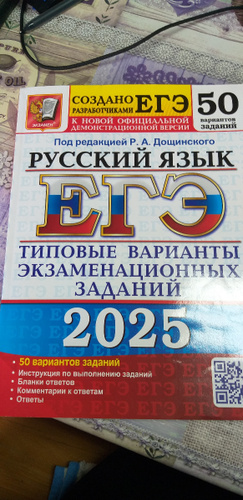 СОЗДАНО
РАЗРАБОТЧИКАМИ ЕГЭ
К НОВОЙ ОФИЦИАЛЬНОЙ
ДЕМОНСТРАЦИОННОЙ ВЕРСИИ
50
вариантов
заданий
ЭКЗАМЕН
Под редакцией Р. А. Дощинского
РУССКИЙ ЯЗЫК
ЕГЭ
ТИПОВЫЕ ВАРИАНТЫ
ЭКЗАМЕНАЦИОННЫХ
ЗАДАНИЙ
2025
• 50 вариантов заданий
• Инструкция по выполнению заданий
• Бланки ответов
• Комментарии к ответам
• Ответы